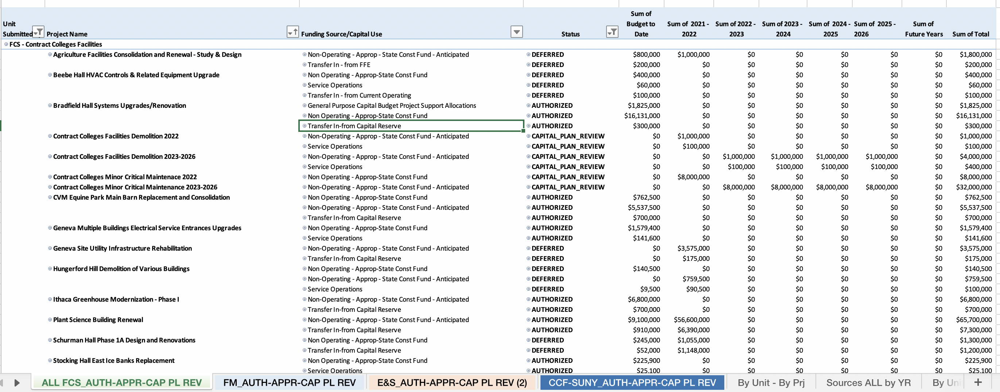 Unit Submitted Project Name Funding Source/Capital Use Status Sum of Budget to Date Sum of 2021 - 2022 Sum of 2022 - 2023 Sum of 2023 - 2024 Sum of 2024 - 2025 Sum of 2025 - 2026 Sum of Future Years Sum of Total
FCS - Contract Colleges Facilities
Agriculture Facilities Consolidation and Renewal - Study & Design Non-Operating - Approp - State Const Fund - Anticipated DEFERRED $800,000 $1,000,000 $0 $0 $0 $0 $0 $1,800,000
Transfer In - from FFE DEFERRED $200,000 $0 $0 $0 $0 $0 $0 $200,000
Beebe Hall HVAC Controls & Related Equipment Upgrade Non Operating - Approp-State Const Fund DEFERRED $400,000 $0 $0 $0 $0 $0 $0 $400,000
Service Operations DEFERRED $60,000 $0 $0 $0 $0 $0 $0 $60,000
Transfer In - from Current Operating DEFERRED $100,000 $0 $0 $0 $0 $0 $0 $100,000
Bradfield Hall Systems Upgrades/Renovation General Purpose Capital Budget Project Support Allocations AUTHORIZED $1,825,000 $0 $0 $0 $0 $0 $0 $1,825,000
Non Operating - Approp-State Const Fund AUTHORIZED $16,131,000 $0 $0 $0 $0 $0 $0 $16,131,000
Transfer In-from Capital Reserve AUTHORIZED $300,000 $0 $0 $0 $0 $0 $0 $300,000
Contract Colleges Facilities Demolition 2022 Non-Operating - Approp - State Const Fund - Anticipated CAPITAL_PLAN_REVIEW $0 $1,000,000 $0 $0 $0 $0 $0 $1,000,000
Service Operations CAPITAL_PLAN_REVIEW $0 $100,000 $0 $0 $0 $0 $0 $100,000
Contract Colleges Facilities Demolition 2023-2026 Non-Operating - Approp - State Const Fund - Anticipated CAPITAL_PLAN_REVIEW $0 $0 $1,000,000 $1,000,000 $1,000,000 $1,000,000 $0 $4,000,000
Service Operations CAPITAL_PLAN_REVIEW $0 $0 $100,000 $100,000 $100,000 $100,000 $0 $400,000
Contract Colleges Minor Critical Maintenace 2022 Non Operating - Approp-State Const Fund CAPITAL_PLAN_REVIEW $0 $8,000,000 $0 $0 $0 $0 $0 $8,000,000
Contract Colleges Minor Critical Maintenance 2023-2026 Non-Operating - Approp - State Const Fund - Anticipated CAPITAL_PLAN_REVIEW $0 $0 $8,000,000 $8,000,000 $8,000,000 $8,000,000 $0 $32,000,000
CVM Equine Park Main Barn Replacement and Consolidation Non Operating - Approp-State Const Fund AUTHORIZED $762,500 $0 $0 $0 $0 $0 $0 $762,500
Non-Operating - Approp - State Const Fund - Anticipated AUTHORIZED $5,537,500 $0 $0 $0 $0 $0 $0 $5,537,500
Transfer In-from Capital Reserve AUTHORIZED $700,000 $0 $0 $0 $0 $0 $0 $700,000
Geneva Multiple Buildings Electrical Service Entrances Upgrades Non Operating - Approp-State Const Fund AUTHORIZED $1,579,400 $0 $0 $0 $0 $0 $0 $1,579,400
Service Operations AUTHORIZED $141,600 $0 $0 $0 $0 $0 $0 $141,600
Geneva Site Utility Infrastructure Rehabilitation Non-Operating - Approp - State Const Fund - Anticipated DEFERRED $0 $3,575,000 $0 $0 $0 $0 $0 $3,575,000
Transfer In-from Capital Reserve DEFERRED $0 $175,000 $0 $0 $0 $0 $0 $175,000
Hungerford Hill Demolition of Various Buildings Non Operating - Approp-State Const Fund DEFERRED $140,500 $0 $0 $0 $0 $0 $0 $140,500
Non-Operating - Approp - State Const Fund - Anticipated DEFERRED $0 $759,500 $0 $0 $0 $0 $0 $759,500
Service Operations DEFERRED $9,500 $90,500 $0 $0 $0 $0 $0 $100,000
Ithaca Greenhouse Modernization - Phase I Non-Operating - Approp - State Const Fund - Anticipated AUTHORIZED $6,800,000 $0 $0 $0 $0 $0 $0 $6,800,000
Transfer In-from Capital Reserve AUTHORIZED $700,000 $0 $0 $0 $0 $0 $0 $700,000
Plant Science Building Renewal Non-Operating - Approp - State Const Fund - Anticipated AUTHORIZED $9,100,000 $56,600,000 $0 $0 $0 $0 $0 $65,700,000
Transfer In-from Capital Reserve AUTHORIZED $910,000 $6,390,000 $0 $0 $0 $0 $0 $7,300,000
Schurman Hall Phase 1A Design and Renovations Non Operating - Approp-State Const Fund DEFERRED $245,000 $1,055,000 $0 $0 $0 $0 $0 $1,300,000
Transfer In-from Capital Reserve DEFERRED $52,000 $1,148,000 $0 $0 $0 $0 $0 $1,200,000
Stocking Hall East Ice Banks Replacement Non Operating - Approp-State Const Fund AUTHORIZED $225,900 $0 $0 $0 $0 $0 $0 $225,900
Service Operations AUTHORIZED $25,100 $0 $0 $0 $0 $0 $0 $25,100
ALL FCS_AUTH-APPR-CAP PL REV FM_AUTH-APPR-CAP PL REV E&S_AUTH-APPR-CAP PL REV (2) CCF-SUNY_AUTH-APPR-CAP PL REV By Unit - By Prj Sources ALL by YR By Uni +